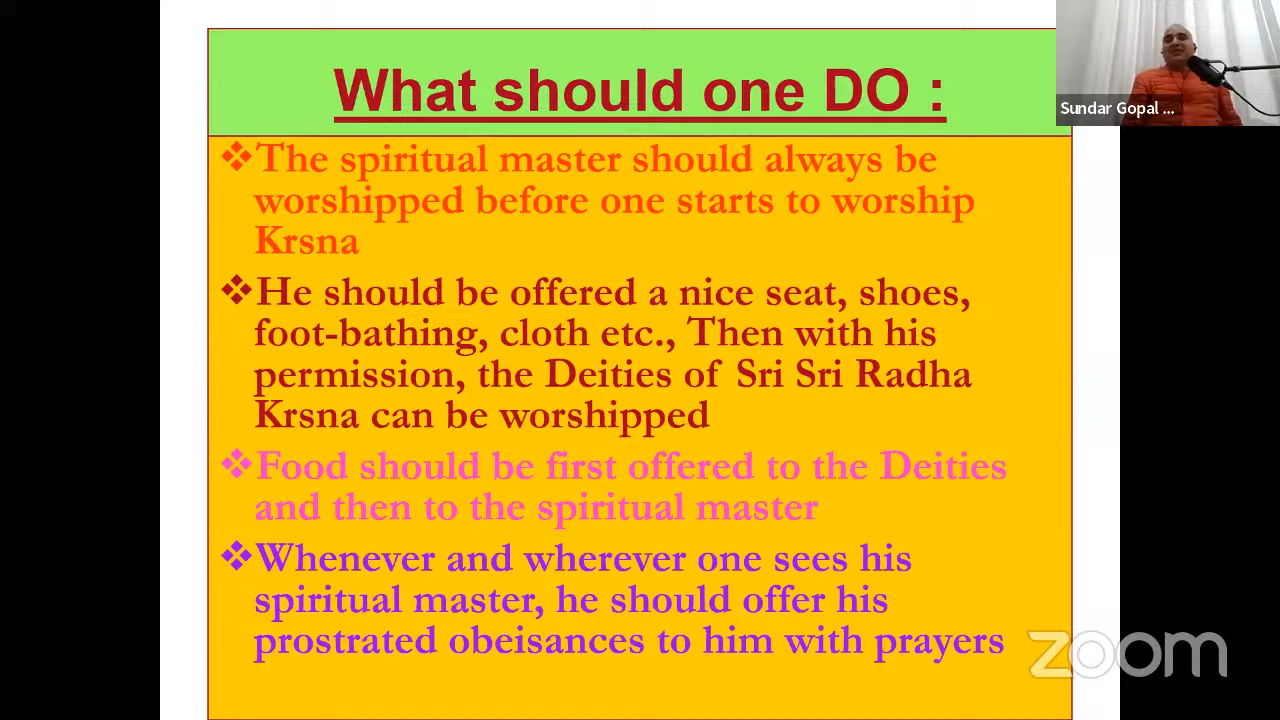 What should one DO :
Sundar Gopal ...
❖The spiritual master should always be
worshipped before one starts to worship
Krsna
❖He should be offered a nice seat, shoes,
foot-bathing, cloth etc., Then with his
permission, the Deities of Sri Sri Radha
Krsna can be worshipped
❖Food should be first offered to the Deities
and then to the spiritual master
❖Whenever and wherever one sees his
spiritual master, he should offer his
prostrated obeisances to him with prayers
zoom